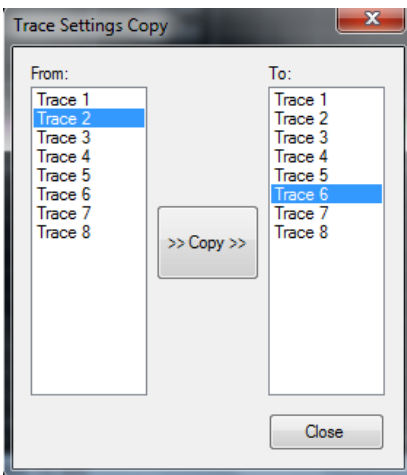 Trace Settings Copy
From:
Trace 1
Trace 2
Trace 3
Trace 4
Trace 5
Trace 6
Trace 7
Trace 8
>> Copy >>
To:
Trace 1
Trace 2
Trace 3
Trace 4
Trace 5
Trace 6
Trace 7
Trace 8
Close